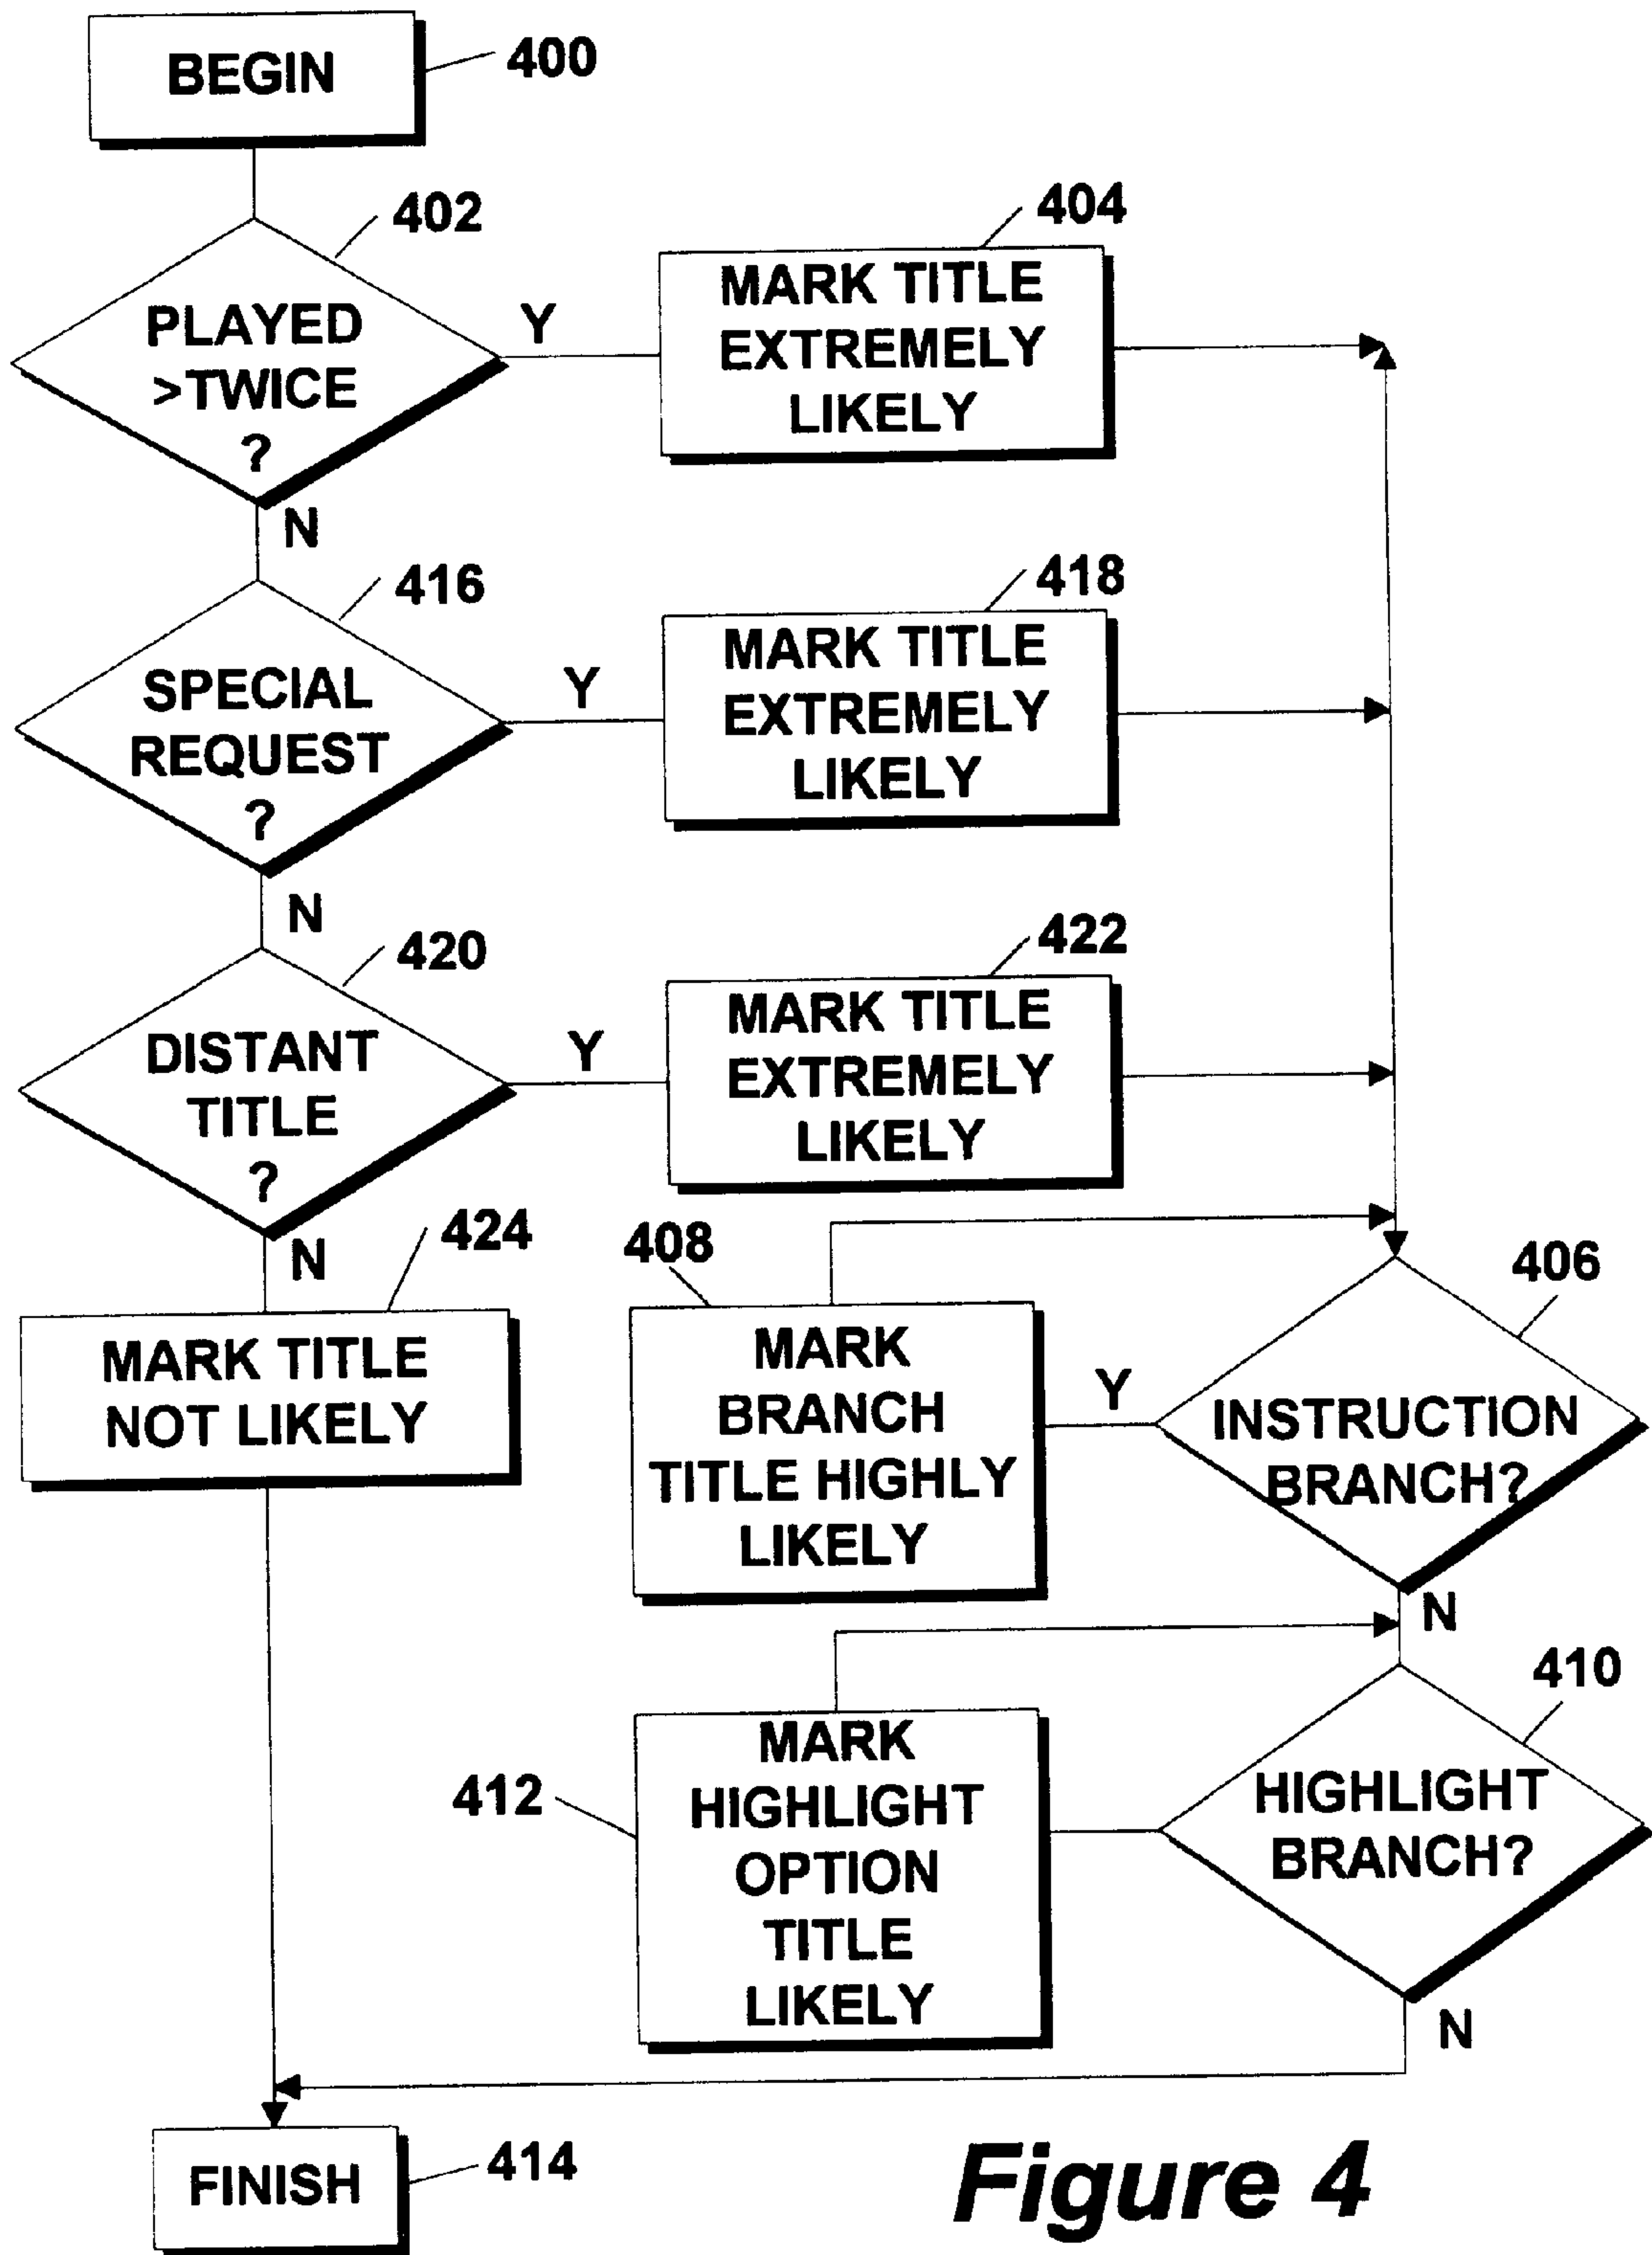 BEGIN
400
402
PLAYED
>TWICE
?
Y
N
404
MARK TITLE
EXTREMELY
LIKELY
416
SPECIAL
REQUEST
?
Y
N
418
MARK TITLE
EXTREMELY
LIKELY
420
DISTANT
TITLE
?
Y
N
422
MARK TITLE
EXTREMELY
LIKELY
424
MARK TITLE
NOT LIKELY
408
MARK
BRANCH
TITLE HIGHLY
LIKELY
Y
406
INSTRUCTION
BRANCH?
N
412
MARK
HIGHLIGHT
OPTION
TITLE
LIKELY
410
HIGHLIGHT
BRANCH?
N
FINISH
414
Figure 4